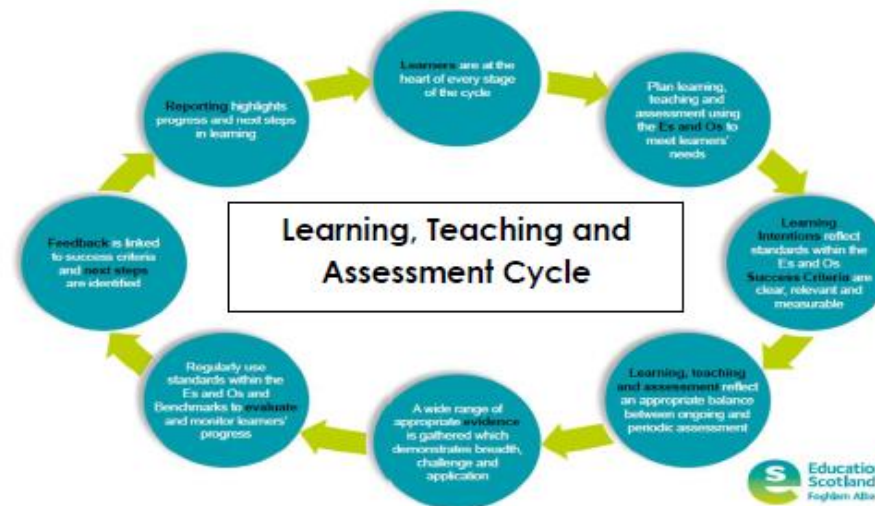 Learners are at the
heart of every stage
of the cycle
Plan learning,
teaching and
assessment using
the Es and Os to
meet learners'
needs
Learning
Intentions reflect
standards within the
Es and Os
Success Criteria are
clear, relevant and
measurable
Learning, teaching
and assessment reflect
an appropriate balance
between ongoing and
periodic assessment
A wide range of
appropriate evidence
is gathered which
demonstrates breadth,
challenge and
application
Regularly use
standards within the
Es and Os and
Benchmarks to evaluate
and monitor learners'
progress
Feedback is linked
to success criteria
and next steps
are identified
Reporting highlights
progress and next steps
in learning
Learning, Teaching and
Assessment Cycle
Education
Scotland
Foghlam Alba